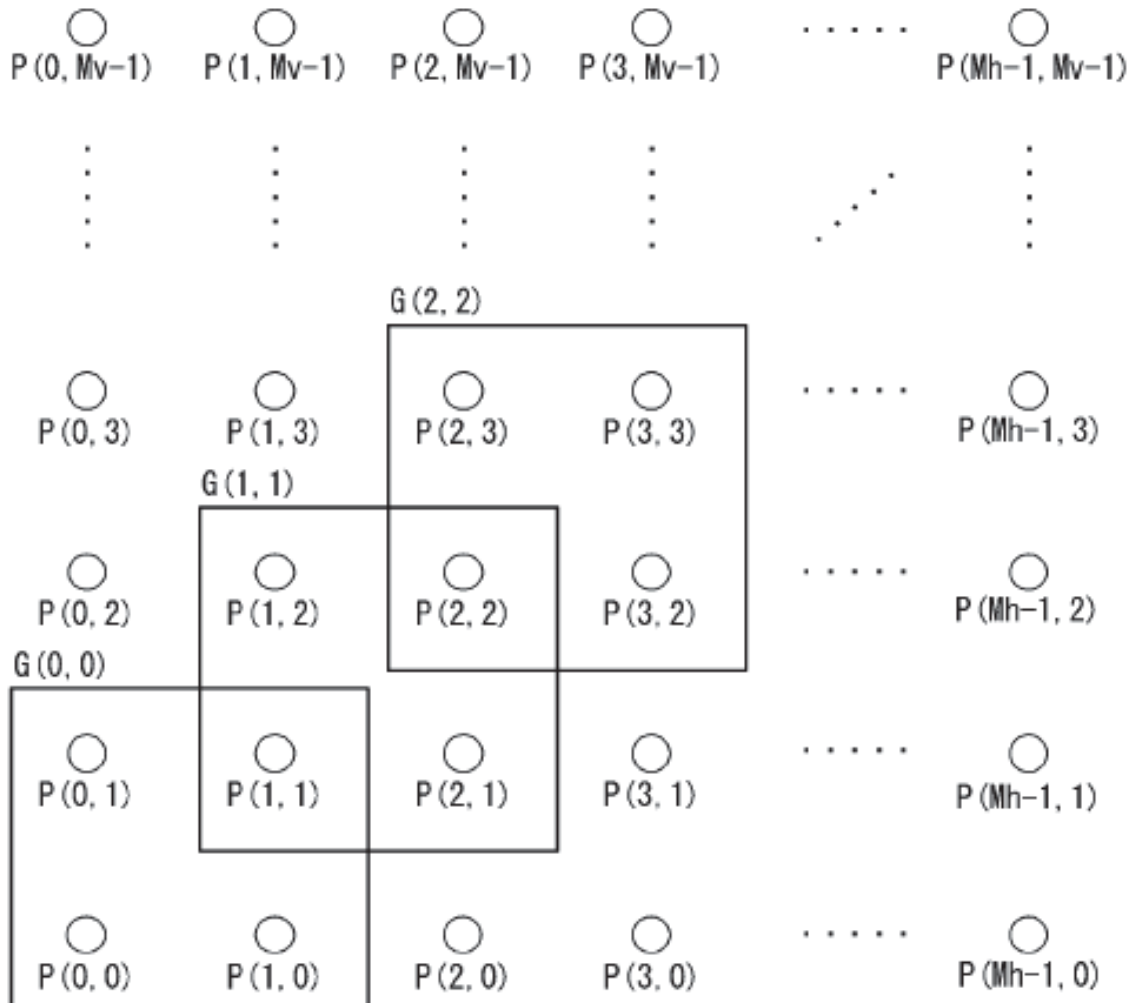 P(0, Mv-1) P(1, Mv-1) P(2, Mv-1) P(3, Mv-1) P(Mh-1, Mv-1)
G(2, 2)
P(0, 3) P(1, 3) P(2, 3) P(3, 3) P(Mh-1, 3)
G(1, 1)
P(0, 2) P(1, 2) P(2, 2) P(3, 2) P(Mh-1, 2)
G(0, 0)
P(0, 1) P(1, 1) P(2, 1) P(3, 1) P(Mh-1, 1)
P(0, 0) P(1, 0) P(2, 0) P(3, 0) P(Mh-1, 0)